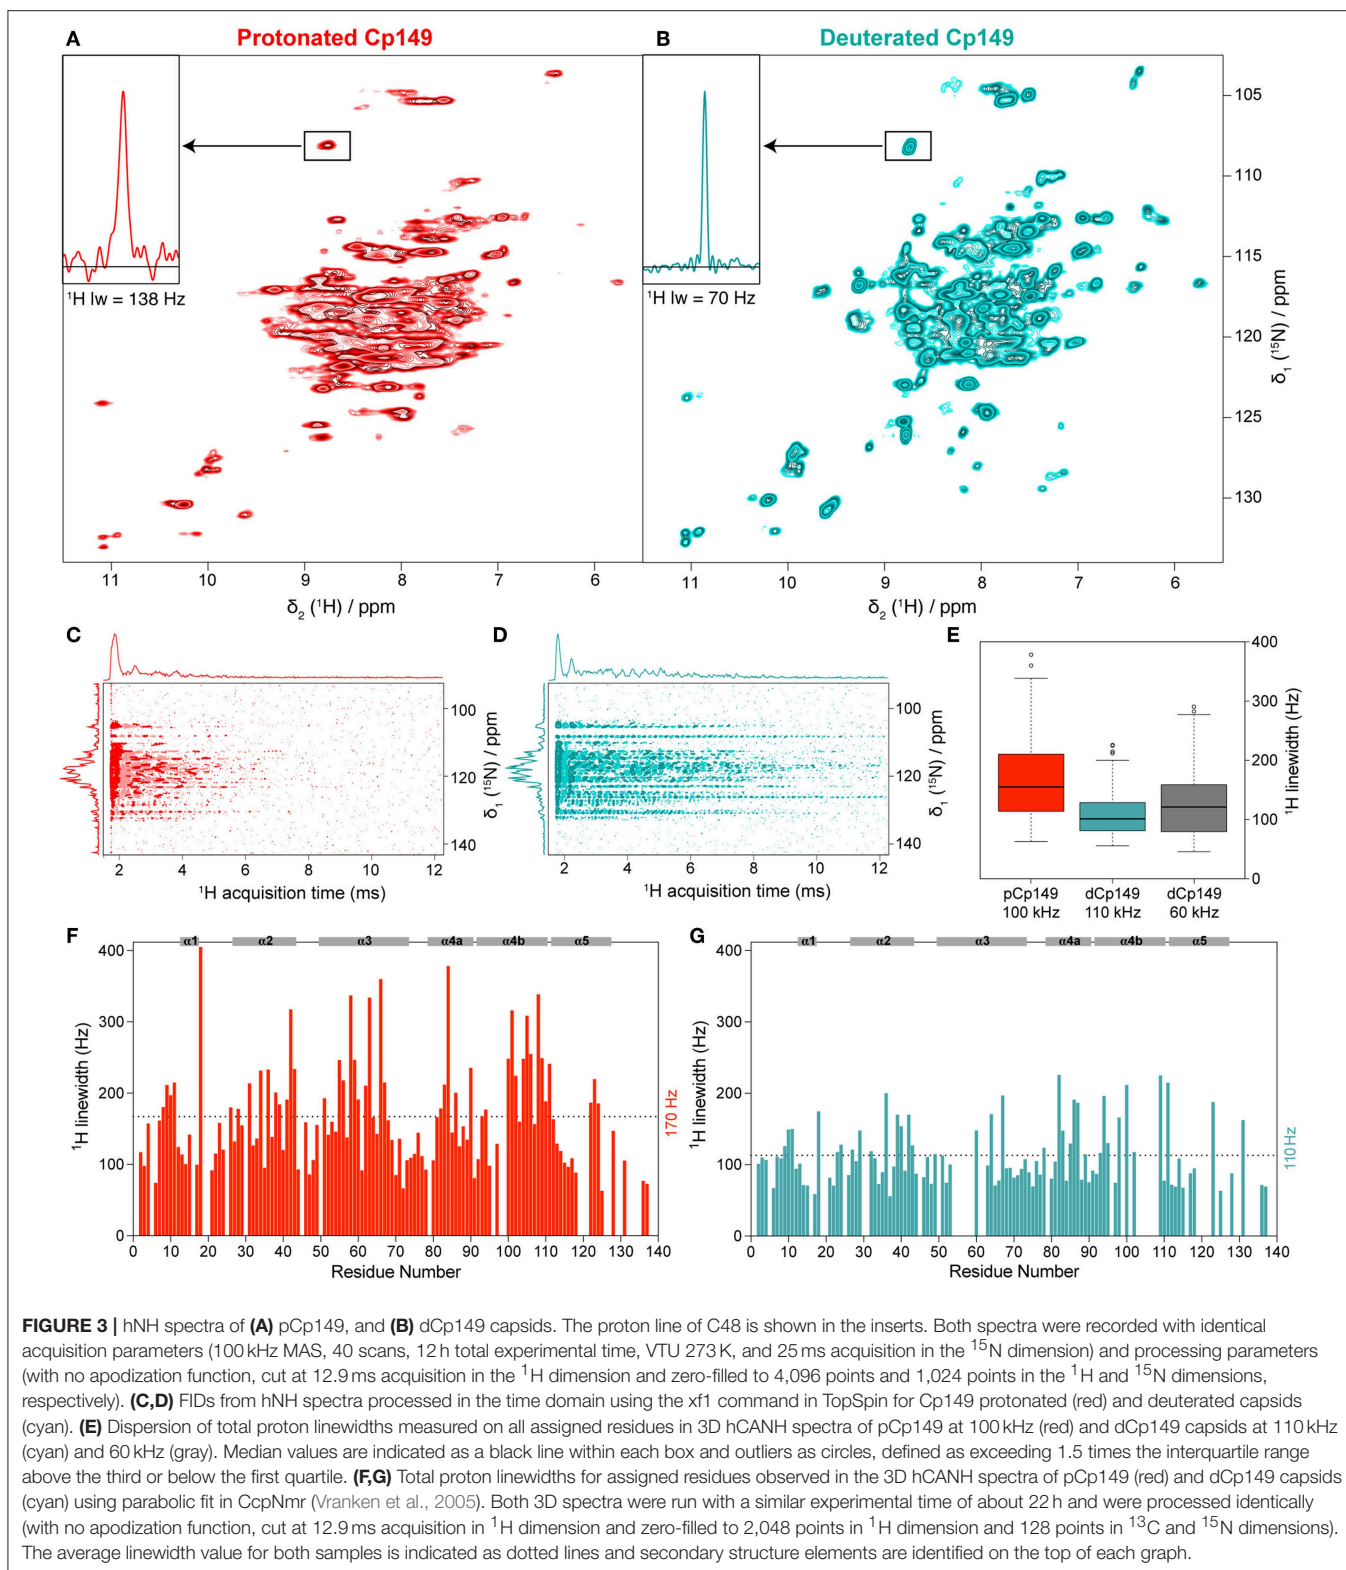 A
Protonated Cp149
B
Deuterated Cp149
¹H lw = 138 Hz
¹H lw = 70 Hz
105
110
115
120
125
130
δ₁ (¹⁵N) / ppm
11 10 9 8 7 6
δ₂ (¹H) / ppm
11 10 9 8 7 6
δ₂ (¹H) / ppm
C
100
120
140
δ₁ (¹⁵N) / ppm
2 4 6 8 10 12
¹H acquisition time (ms)
D
100
120
140
δ₁ (¹⁵N) / ppm
2 4 6 8 10 12
¹H acquisition time (ms)
E
400
300
200
100
0
¹H linewidth (Hz)
pCp149 dCp149 dCp149
100 kHz 110 kHz 60 kHz
F
α1 α2 α3 α4a α4b α5
400
300
200
100
0
¹H linewidth (Hz)
170 Hz
0 10 20 30 40 50 60 70 80 90 100 110 120 130 140
Residue Number
G
α1 α2 α3 α4a α4b α5
400
300
200
100
0
¹H linewidth (Hz)
110 Hz
0 10 20 30 40 50 60 70 80 90 100 110 120 130 140
Residue Number
FIGURE 3 | hNH spectra of (A) pCp149, and (B) dCp149 capsids. The proton line of C48 is shown in the inserts. Both spectra were recorded with identical
acquisition parameters (100 kHz MAS, 40 scans, 12 h total experimental time, VTU 273 K, and 25 ms acquisition in the ¹⁵N dimension) and processing parameters
(with no apodization function, cut at 12.9 ms acquisition in the ¹H dimension and zero-filled to 4,096 points and 1,024 points in the ¹H and ¹⁵N dimensions,
respectively). (C,D) FIDs from hNH spectra processed in the time domain using the xf1 command in TopSpin for Cp149 protonated (red) and deuterated capsids
(cyan). (E) Dispersion of total proton linewidths measured on all assigned residues in 3D hCANH spectra of pCp149 at 100 kHz (red) and dCp149 capsids at 110 kHz
(cyan) and 60 kHz (gray). Median values are indicated as a black line within each box and outliers as circles, defined as exceeding 1.5 times the interquartile range
above the third or below the first quartile. (F,G) Total proton linewidths for assigned residues observed in the 3D hCANH spectra of pCp149 (red) and dCp149 capsids
(cyan) using parabolic fit in CcpNmr (Vranken et al., 2005). Both 3D spectra were run with a similar experimental time of about 22 h and were processed identically
(with no apodization function, cut at 12.9 ms acquisition in ¹H dimension and zero-filled to 2,048 points in ¹H dimension and 128 points in ¹³C and ¹⁵N dimensions).
The average linewidth value for both samples is indicated as dotted lines and secondary structure elements are identified on the top of each graph.